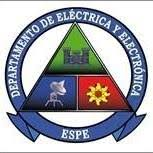 DEPARTAMENTO DE ELÉCTRICA Y ELECTRÓNICA
ESPE